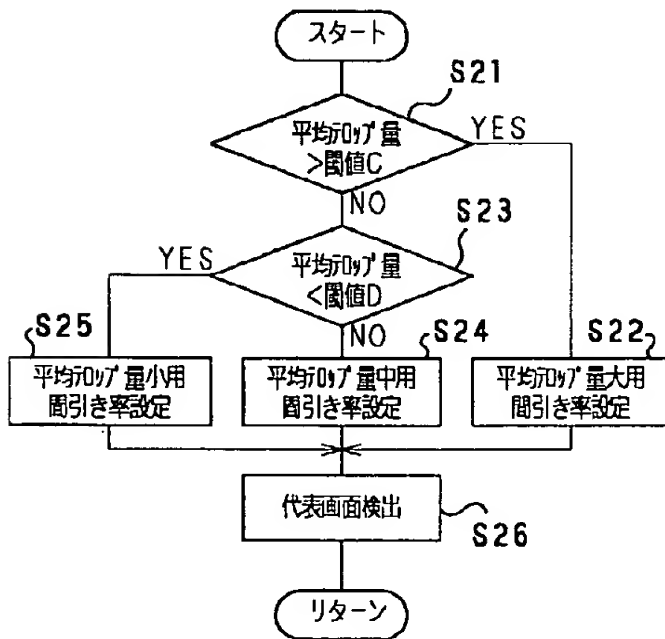 スタート
S21
平均テロップ量
>閾値C
YES
NO
S23
平均テロップ量
<閾値D
YES
NO
S25
平均テロップ量小用
間引き率設定
S24
平均テロップ量中用
間引き率設定
S22
平均テロップ量大用
間引き率設定
代表画面検出
S26
リターン